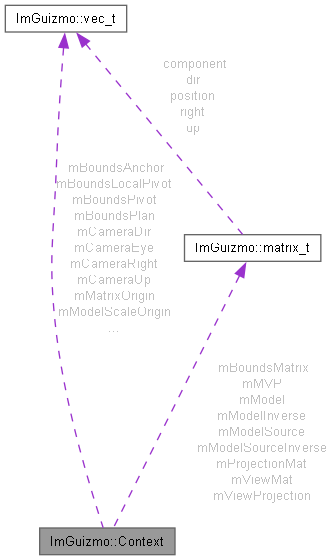 ImGuizmo::vec_t
component
dir
position
right
up
mBoundsAnchor
mBoundsLocalPivot
mBoundsPivot
mBoundsPlan
mCameraDir
mCameraEye
mCameraRight
mCameraUp
mMatrixOrigin
mModelScaleOrigin
...
ImGuizmo::matrix_t
mBoundsMatrix
mMVP
mModel
mModelInverse
mModelSource
mModelSourceInverse
mProjectionMat
mViewMat
mViewProjection
ImGuizmo::Context